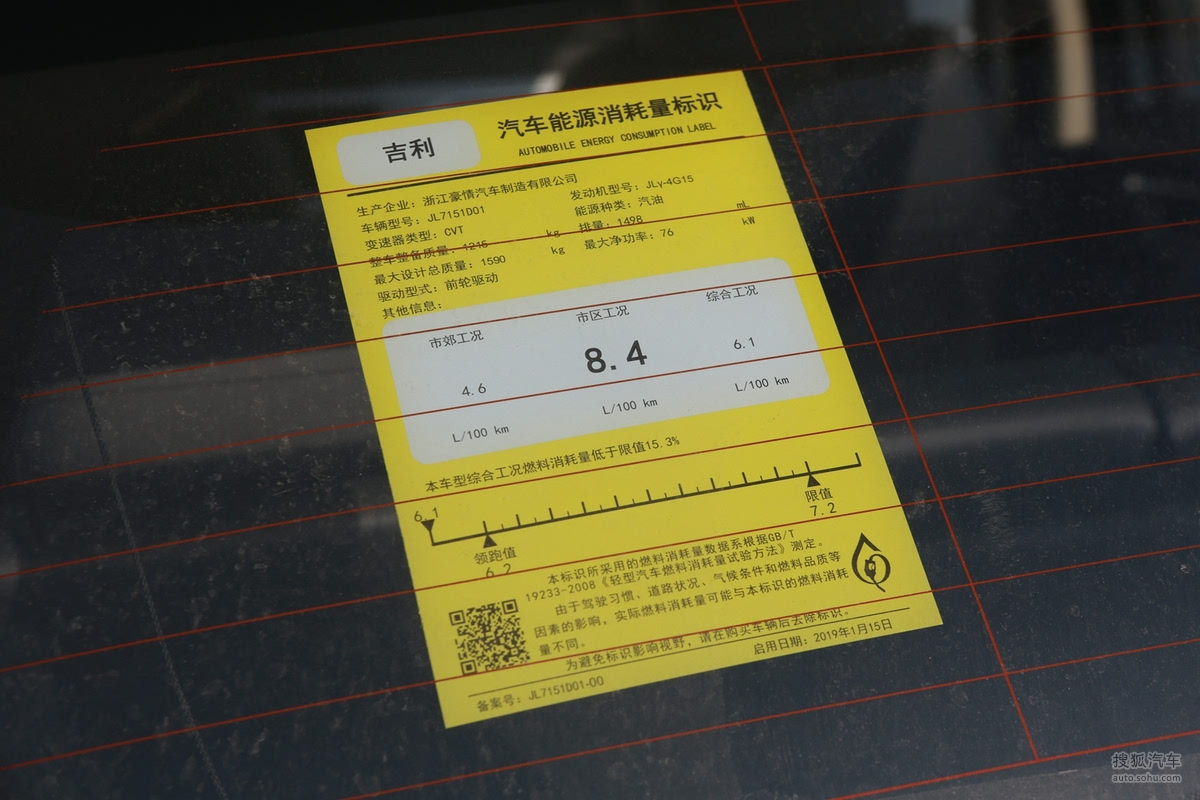 吉利
汽车能源消耗量标识
AUTOMOBILE ENERGY CONSUMPTION LABEL
生产企业：浙江豪情汽车制造有限公司
车辆型号：JL7151D01 发动机型号：JLy-4G15
变速器类型：CVT 能源种类：汽油
整车整备质量：1215 kg 排量：1498 mL
最大设计总质量：1590 kg 最大净功率：76 kW
驱动型式：前轮驱动
其他信息：
市郊工况 市区工况 综合工况
4.6 8.4 6.1
L/100 km L/100 km L/100 km
本车型综合工况燃料消耗量低于限值15.3%
6.1
领跑值 限值
6.2 7.2
本标识所采用的燃料消耗量数据系根据GB/T
19233-2008《轻型汽车燃料消耗量试验方法》测定。
由于驾驶习惯、道路状况、气候条件和燃料品质等
因素的影响，实际燃料消耗量可能与本标识的燃料消耗
量不同。
为避免标识影响视野，请在购买车辆后去除标识。
备案号：JL7151D01-00 启用日期：2019年1月15日
搜狐汽车
auto.sohu.com